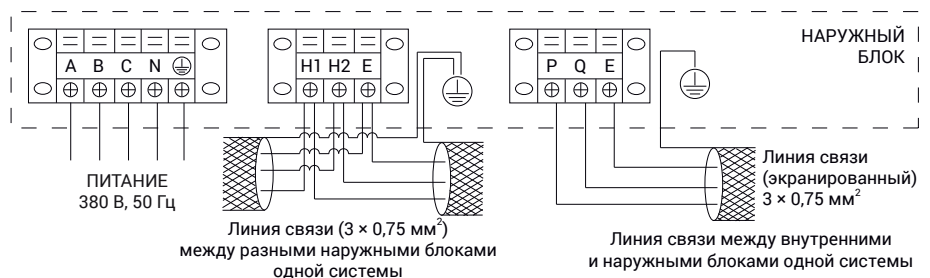 НАРУЖНЫЙ
БЛОК
A B C N
H1 H2 E
P Q E
ПИТАНИЕ
380 В, 50 Гц
Линия связи (3 × 0,75 мм²)
между разными наружными блоками
одной системы
Линия связи
(экранированный)
3 × 0,75 мм²
Линия связи между внутренними
и наружными блоками одной системы